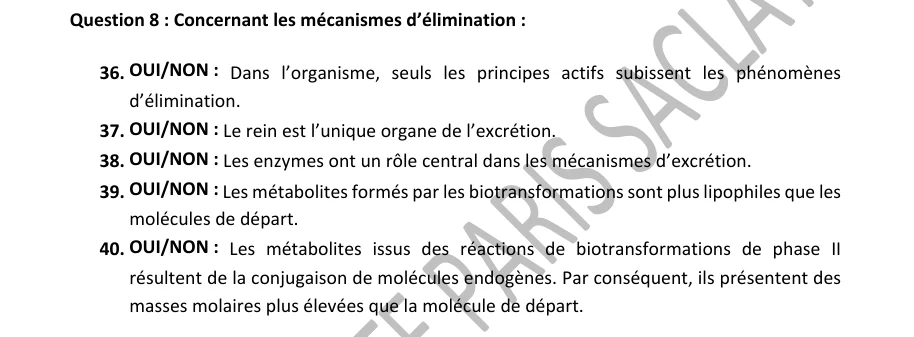 Question 8 : Concernant les mécanismes d’élimination :
36. OUI/NON : Dans l’organisme, seuls les principes actifs subissent les phénomènes
d’élimination.
37. OUI/NON : Le rein est l’unique organe de l’excrétion.
38. OUI/NON : Les enzymes ont un rôle central dans les mécanismes d’excrétion.
39. OUI/NON : Les métabolites formés par les biotransformations sont plus lipophiles que les
molécules de départ.
40. OUI/NON : Les métabolites issus des réactions de biotransformations de phase II
résultent de la conjugaison de molécules endogènes. Par conséquent, ils présentent des
masses molaires plus élevées que la molécule de départ.
PARIS SACLA